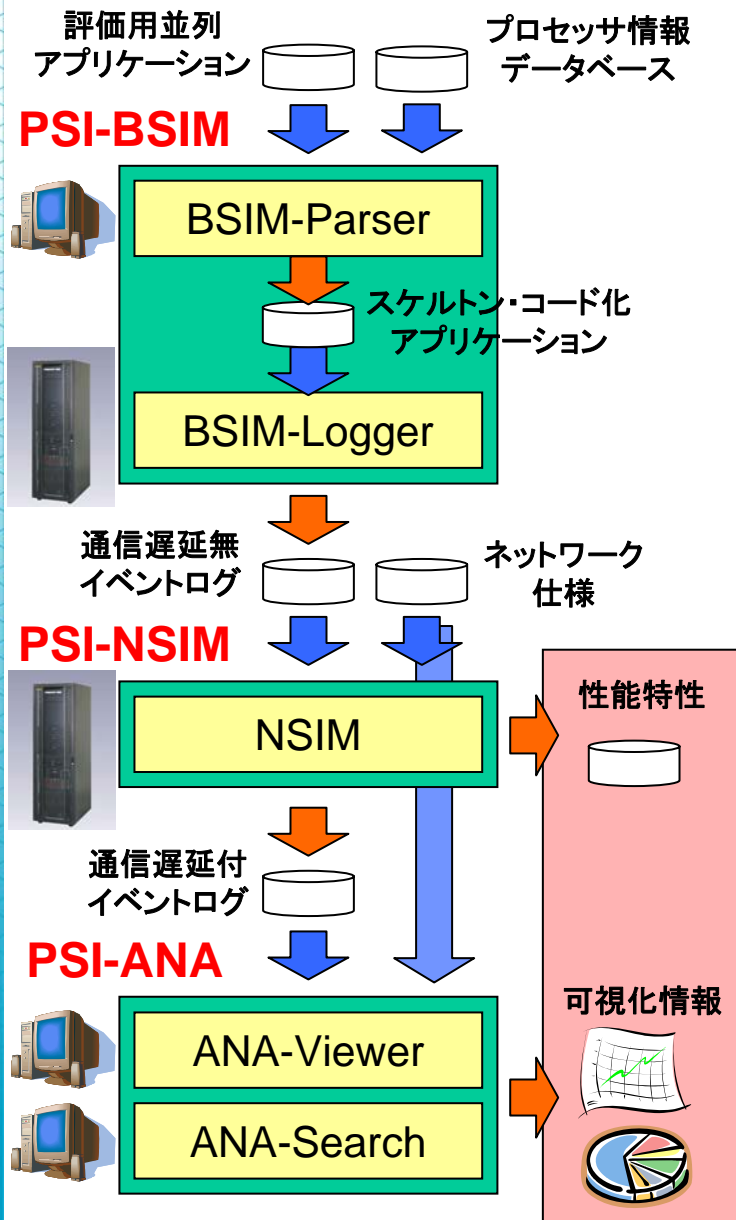 評価用並列
アプリケーション
プロセッサ情報
データベース
PSI-BSIM
BSIM-Parser
スケルトン・コード化
アプリケーション
BSIM-Logger
通信遅延無
イベントログ
ネットワーク
仕様
PSI-NSIM
NSIM
性能特性
通信遅延付
イベントログ
PSI-ANA
可視化情報
ANA-Viewer
ANA-Search